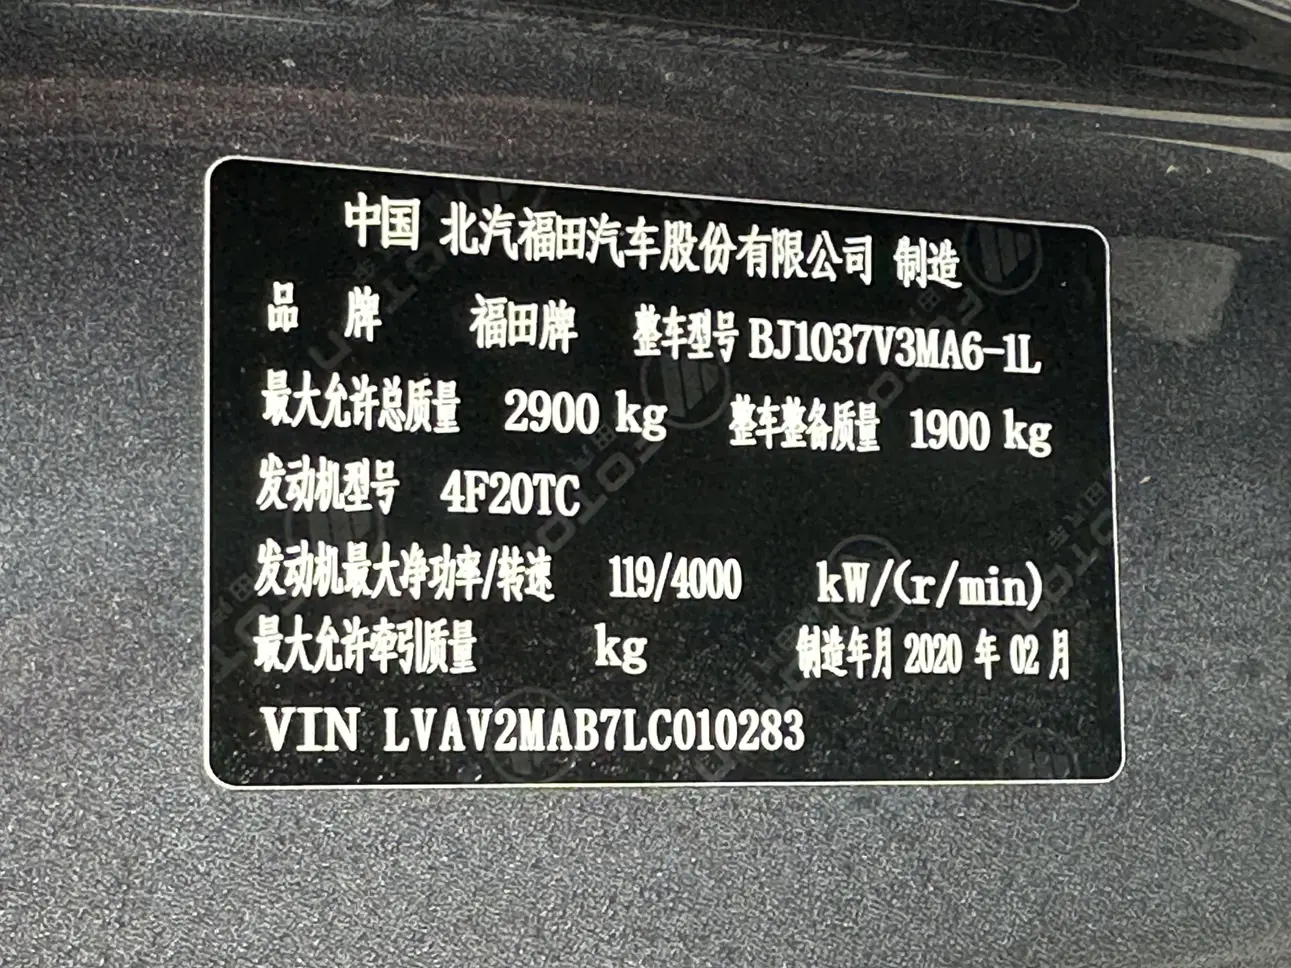 中国 北汽福田汽车股份有限公司 制造
品 牌 福田牌 整车型号 BJ1037V3MA6-1L
最大允许总质量 2900 kg 整车整备质量 1900 kg
发动机型号 4F20TC
发动机最大净功率/转速 119/4000 kW/(r/min)
最大允许牵引质量 kg 制造年月 2020 年 02 月
VIN LVAV2MAB7LC010283